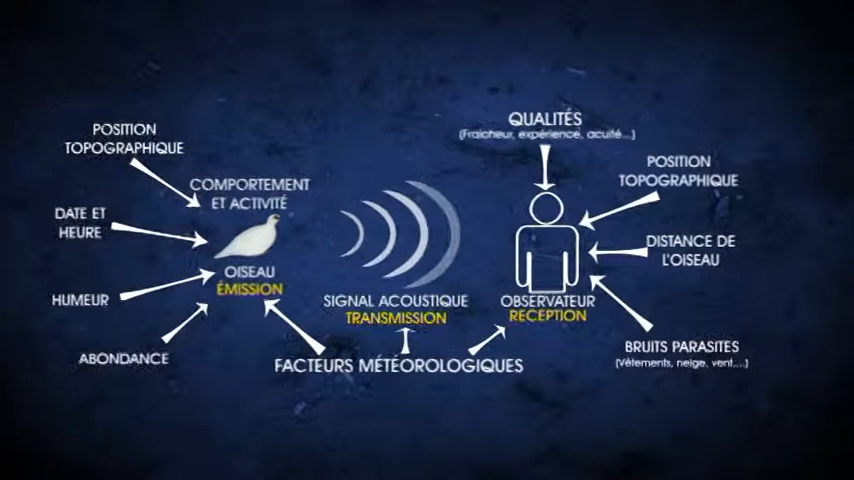 POSITION
TOPOGRAPHIQUE
DATE ET
HEURE
HUMEUR
ABONDANCE
COMPORTEMENT
ET ACTIVITÉ
OISEAU
ÉMISSION
SIGNAL ACOUSTIQUE
TRANSMISSION
FACTEURS MÉTÉOROLOGIQUES
QUALITÉS
(Fraicheur, expérience, acuité...)
OBSERVATEUR
RECEPTION
POSITION
TOPOGRAPHIQUE
DISTANCE DE
L'OISEAU
BRUITS PARASITES
(Vêtements, neige, vent,...)